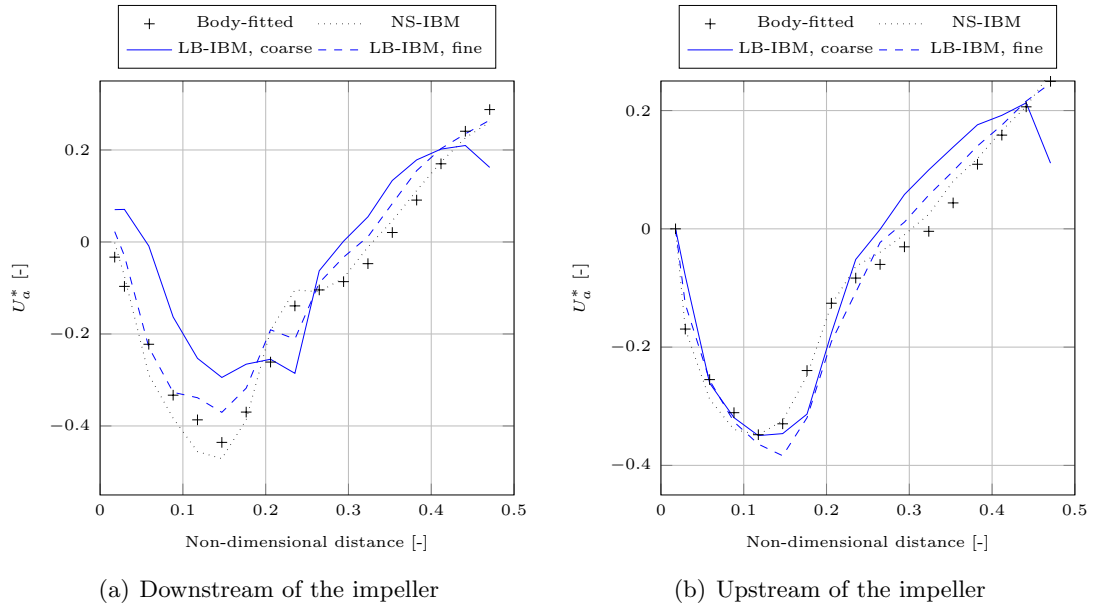 Body-fitted NS-IBM
LB-IBM, coarse LB-IBM, fine
0.2
0
−0.2
−0.4
U*a [-]
0 0.1 0.2 0.3 0.4 0.5
Non-dimensional distance [-]
(a) Downstream of the impeller
Body-fitted NS-IBM
LB-IBM, coarse LB-IBM, fine
0.2
0
−0.2
−0.4
U*a [-]
0 0.1 0.2 0.3 0.4 0.5
Non-dimensional distance [-]
(b) Upstream of the impeller